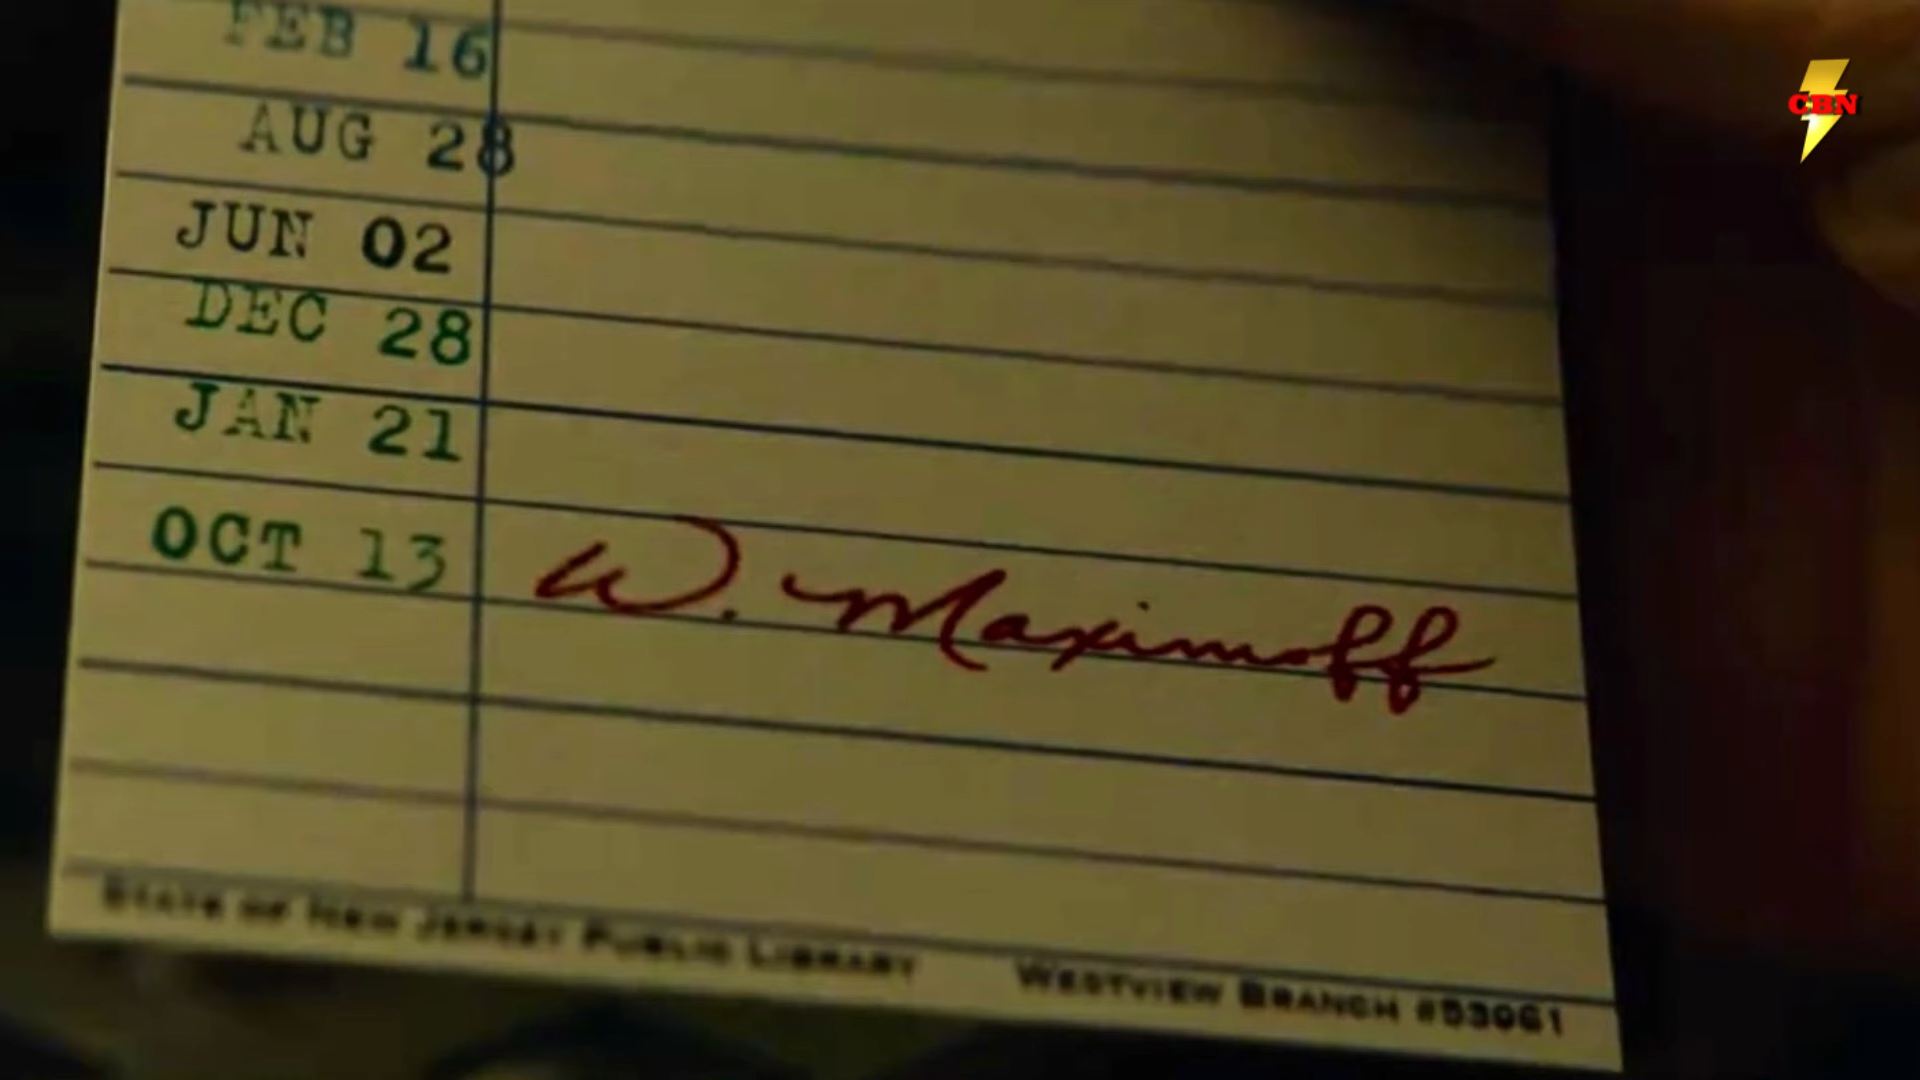 FEB 16
CBN
AUG 28
JUN 02
DEC 28
JAN 21
OCT 13 W. Maximoff
STATE OF NEW JERSEY PUBLIC LIBRARY WESTVIEW BRANCH #53061